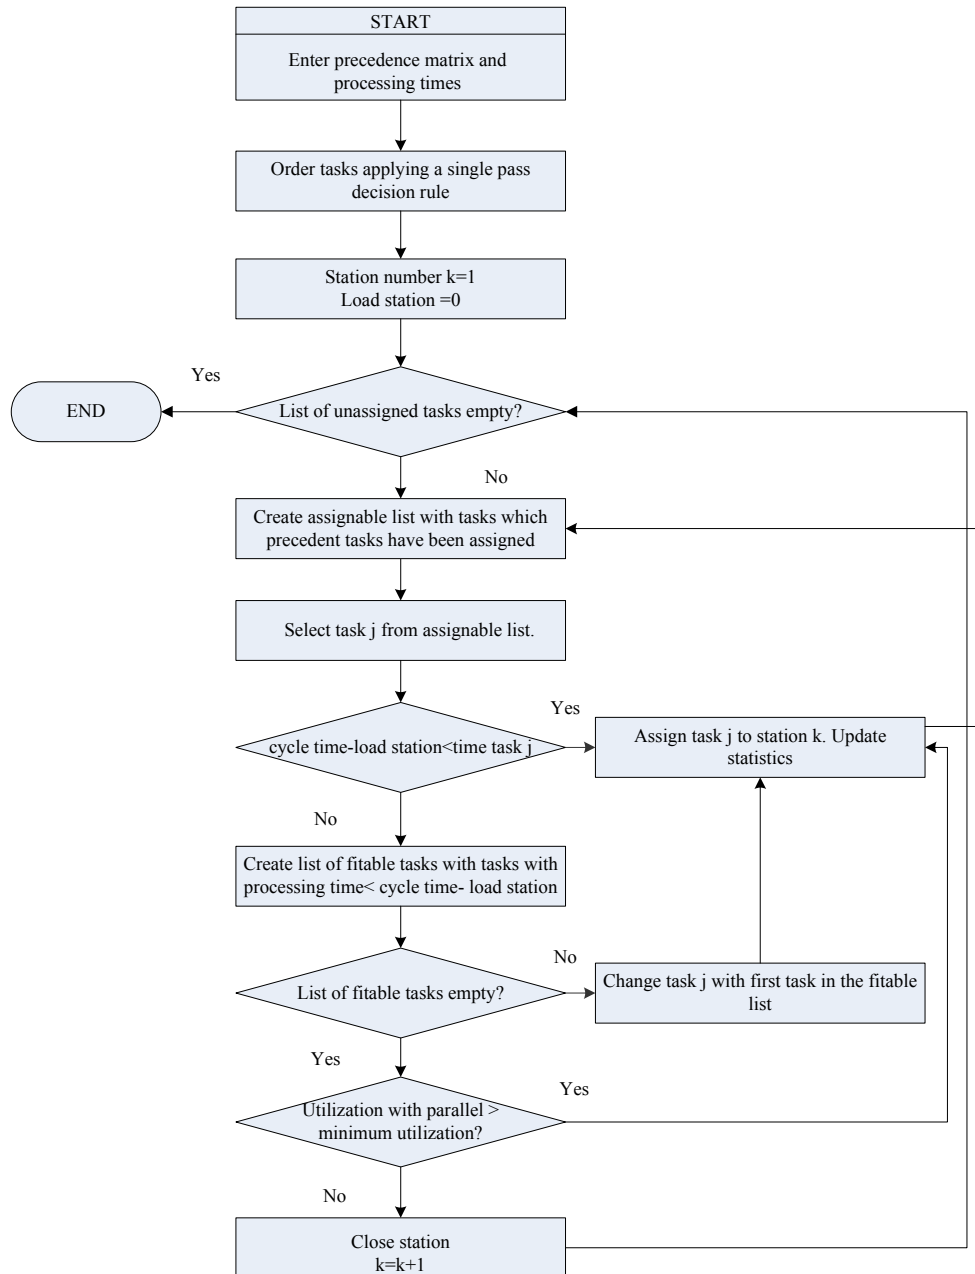 START
Enter precedence matrix and
processing times
Order tasks applying a single pass
decision rule
Station number k=1
Load station =0
Yes
END
List of unassigned tasks empty?
No
Create assignable list with tasks which
precedent tasks have been assigned
Select task j from assignable list.
Yes
cycle time-load station<time task j
Assign task j to station k. Update
statistics
No
Create list of fitable tasks with tasks with
processing time< cycle time- load station
No
List of fitable tasks empty?
Change task j with first task in the fitable
list
Yes
Yes
Utilization with parallel >
minimum utilization?
No
Close station
k=k+1